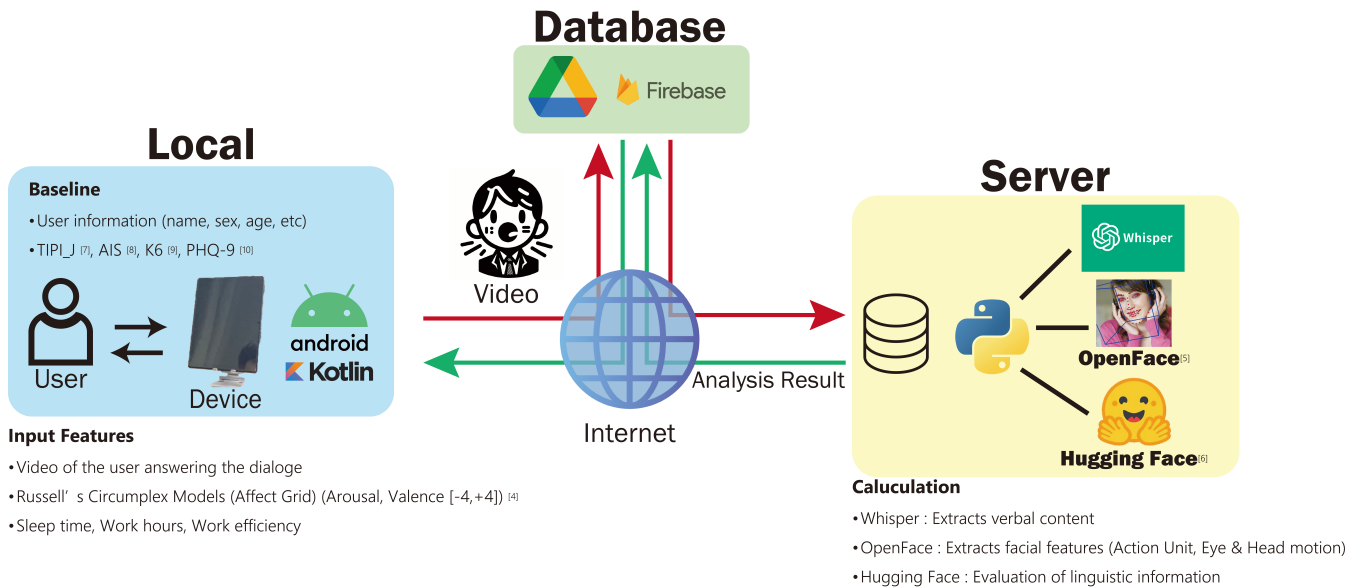 Database
Firebase
Local
Baseline
•User information (name, sex, age, etc)
•TIPI_J [7], AIS [8], K6 [9], PHQ-9 [10]
android
Kotlin
User
Device
Input Features
•Video of the user answering the dialoge
•Russell’s Circumplex Models (Affect Grid) (Arousal, Valence [-4,+4]) [4]
•Sleep time, Work hours, Work efficiency
Video
Internet
Analysis Result
Server
Whisper
OpenFace[5]
Hugging Face[6]
Caluculation
•Whisper : Extracts verbal content
•OpenFace : Extracts facial features (Action Unit, Eye & Head motion)
•Hugging Face : Evaluation of linguistic information